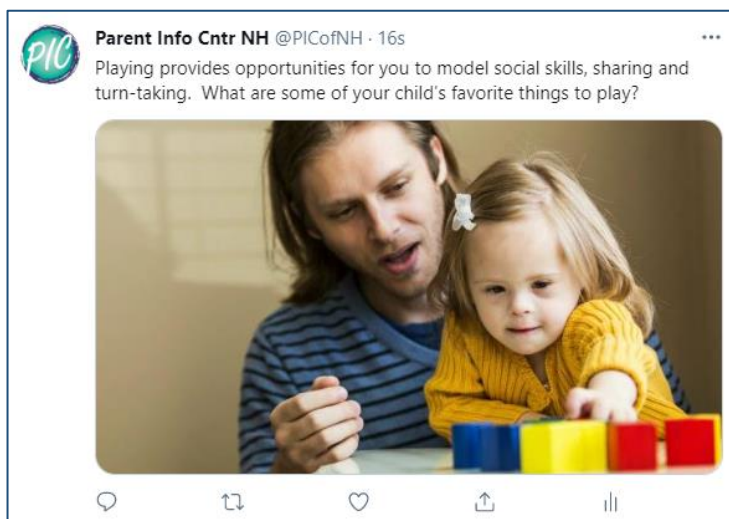 PIC
Parent Info Cntr NH @PICofNH · 16s
Playing provides opportunities for you to model social skills, sharing and
turn-taking.  What are some of your child's favorite things to play?